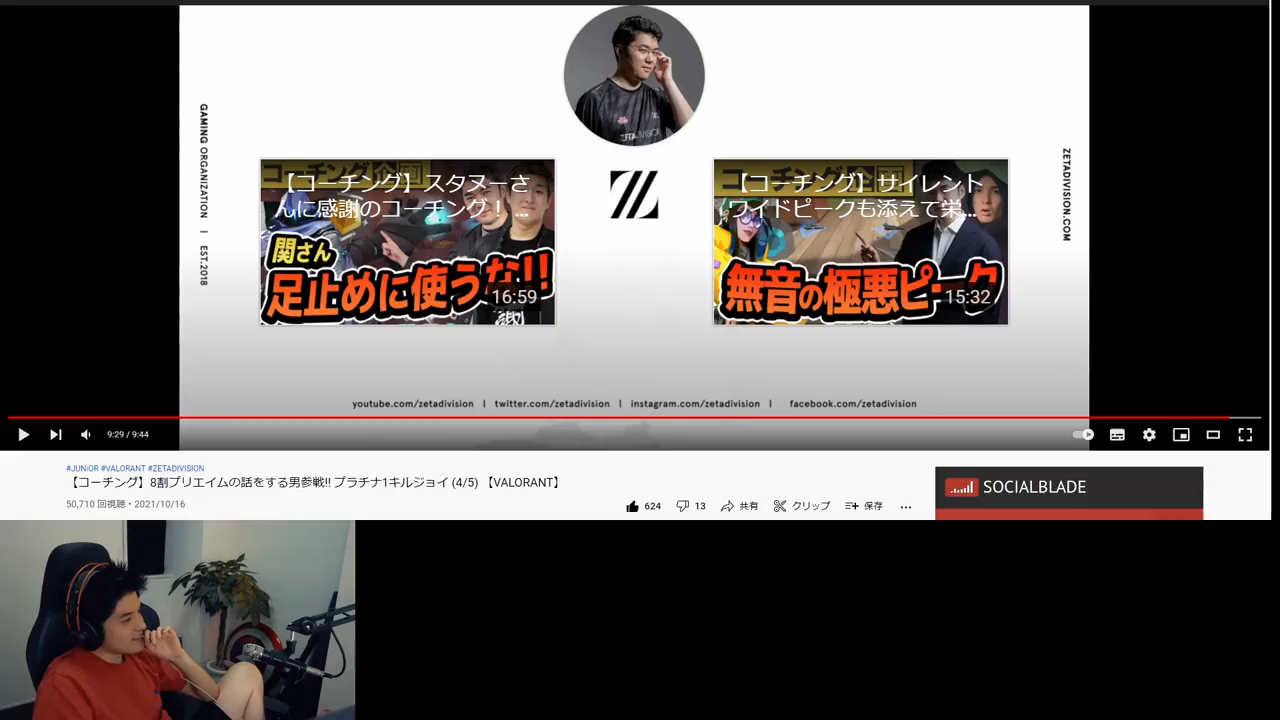 GAMING ORGANIZATION | EST.2018
ZETADIVISION.COM
【コーチング】スタヌーさ
んに感謝のコーチング！ ...
関さん
足止めに使うな!!
16:59
【コーチング】サイレント
ワイドピークも添えて栄...
無音の極悪ピーク
15:32
youtube.com/zetadivision | twitter.com/zetadivision | instagram.com/zetadivision | facebook.com/zetadivision
9:29 / 9:44
#JUNiOR #VALORANT #ZETADIVISION
【コーチング】8割プリエイムの話をする男参戦!! プラチナ1キルジョイ (4/5) 【VALORANT】
50,710 回視聴・2021/10/16
624
13
共有
クリップ
保存
...
SOCIALBLADE